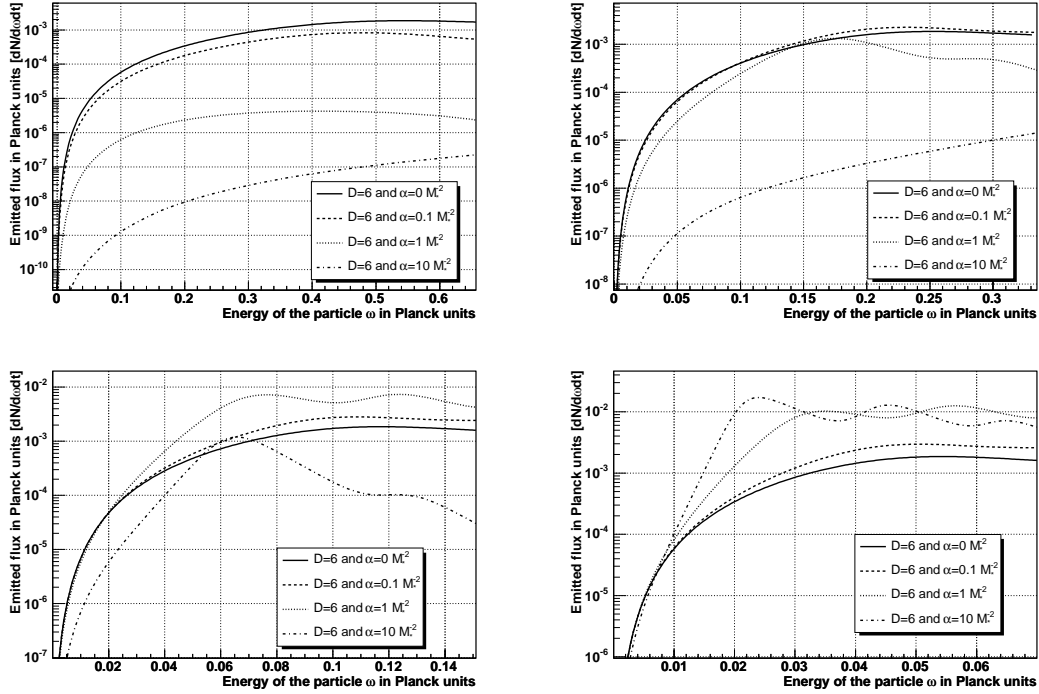 Emitted flux in Planck units [dN/dωdt]
10⁻³
10⁻⁴
10⁻⁵
10⁻⁶
10⁻⁷
10⁻⁸
10⁻⁹
10⁻¹⁰
D=6 and α=0 M*⁻²
D=6 and α=0.1 M*⁻²
D=6 and α=1 M*⁻²
D=6 and α=10 M*⁻²
0 0.1 0.2 0.3 0.4 0.5 0.6
Energy of the particle ω in Planck units
Emitted flux in Planck units [dN/dωdt]
10⁻²
10⁻³
10⁻⁴
10⁻⁵
10⁻⁶
10⁻⁷
10⁻⁸
D=6 and α=0 M*⁻²
D=6 and α=0.1 M*⁻²
D=6 and α=1 M*⁻²
D=6 and α=10 M*⁻²
0 0.05 0.1 0.15 0.2 0.25 0.3
Energy of the particle ω in Planck units
Emitted flux in Planck units [dN/dωdt]
10⁻²
10⁻³
10⁻⁴
10⁻⁵
10⁻⁶
10⁻⁷
D=6 and α=0 M*⁻²
D=6 and α=0.1 M*⁻²
D=6 and α=1 M*⁻²
D=6 and α=10 M*⁻²
0.02 0.04 0.06 0.08 0.1 0.12 0.14
Energy of the particle ω in Planck units
Emitted flux in Planck units [dN/dωdt]
10⁻²
10⁻³
10⁻⁴
10⁻⁵
10⁻⁶
D=6 and α=0 M*⁻²
D=6 and α=0.1 M*⁻²
D=6 and α=1 M*⁻²
D=6 and α=10 M*⁻²
0.01 0.02 0.03 0.04 0.05 0.06
Energy of the particle ω in Planck units